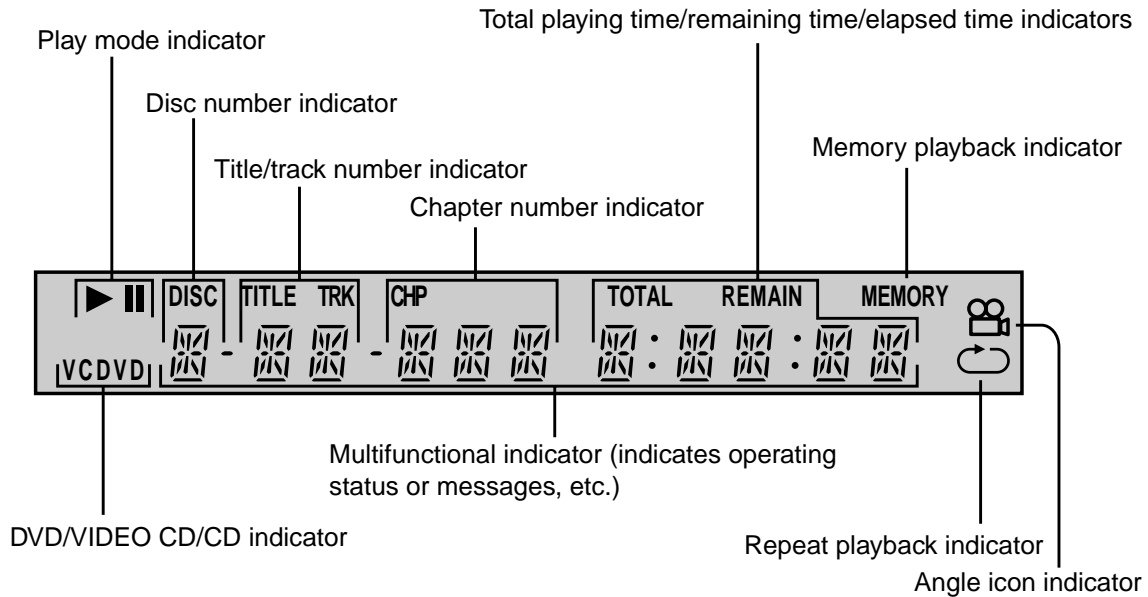 Total playing time/remaining time/elapsed time indicators
Play mode indicator
Disc number indicator
Memory playback indicator
Title/track number indicator
Chapter number indicator
DISC TITLE TRK CHP TOTAL REMAIN MEMORY
VCDVD
Multifunctional indicator (indicates operating
status or messages, etc.)
DVD/VIDEO CD/CD indicator
Repeat playback indicator
Angle icon indicator